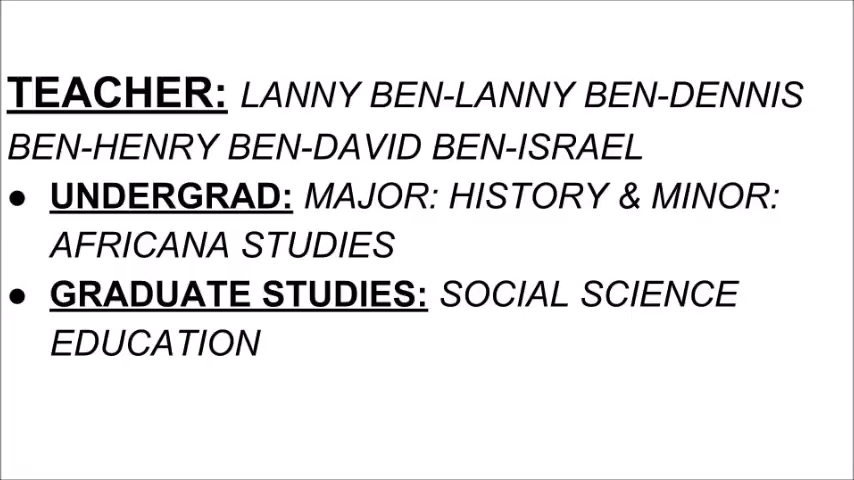 TEACHER: LANNY BEN-LANNY BEN-DENNIS
BEN-HENRY BEN-DAVID BEN-ISRAEL
● UNDERGRAD: MAJOR: HISTORY & MINOR:
AFRICANA STUDIES
● GRADUATE STUDIES: SOCIAL SCIENCE
EDUCATION